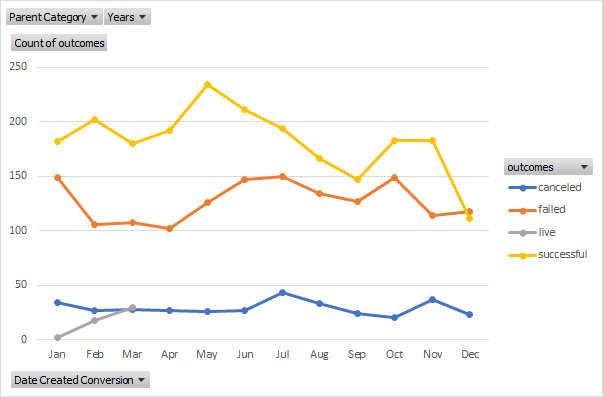 Parent Category Years
Count of outcomes
250
200
150
100
50
0
Jan Feb Mar Apr May Jun Jul Aug Sep Oct Nov Dec
outcomes
canceled
failed
live
successful
Date Created Conversion